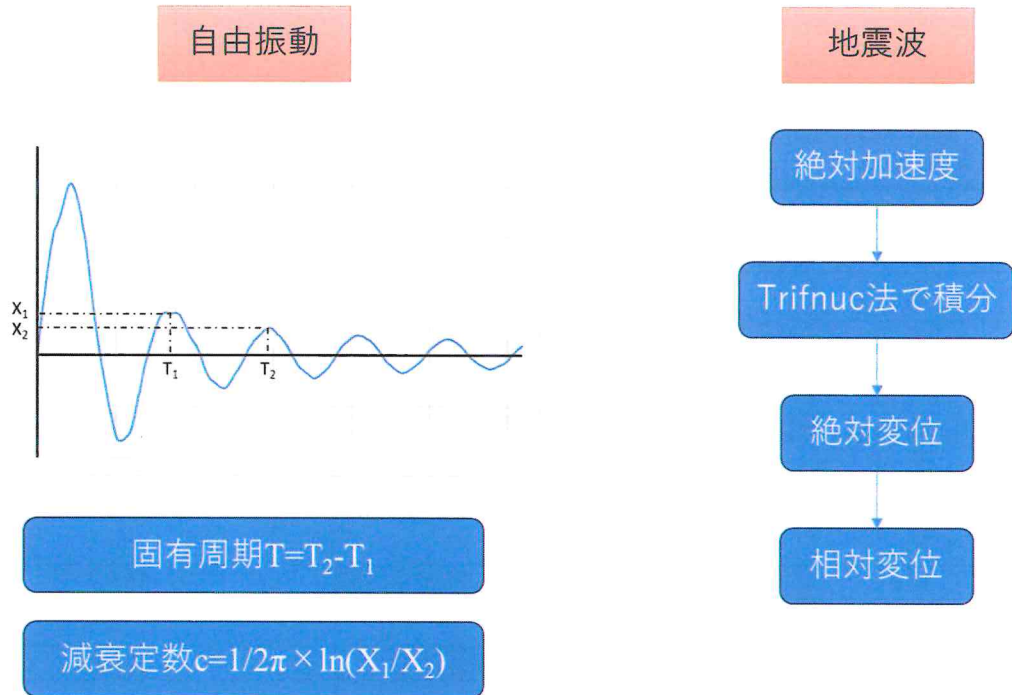 自由振動
X₁
X₂
T₁
T₂
固有周期T=T₂-T₁
減衰定数c=1/2π×ln(X₁/X₂)
地震波
絶対加速度
Trifnuc法で積分
絶対変位
相対変位